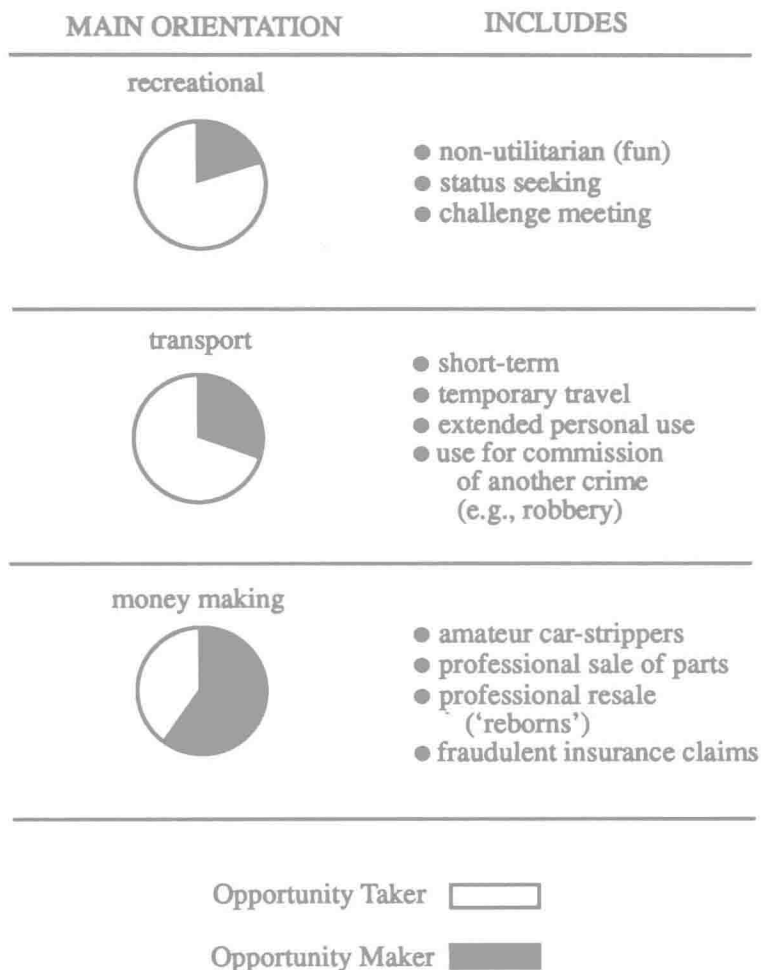 MAIN ORIENTATION
INCLUDES
recreational
● non-utilitarian (fun)
● status seeking
● challenge meeting
transport
● short-term
● temporary travel
● extended personal use
● use for commission
of another crime
(e.g., robbery)
money making
● amateur car-strippers
● professional sale of parts
● professional resale
('reborns')
● fraudulent insurance claims
Opportunity Taker
Opportunity Maker